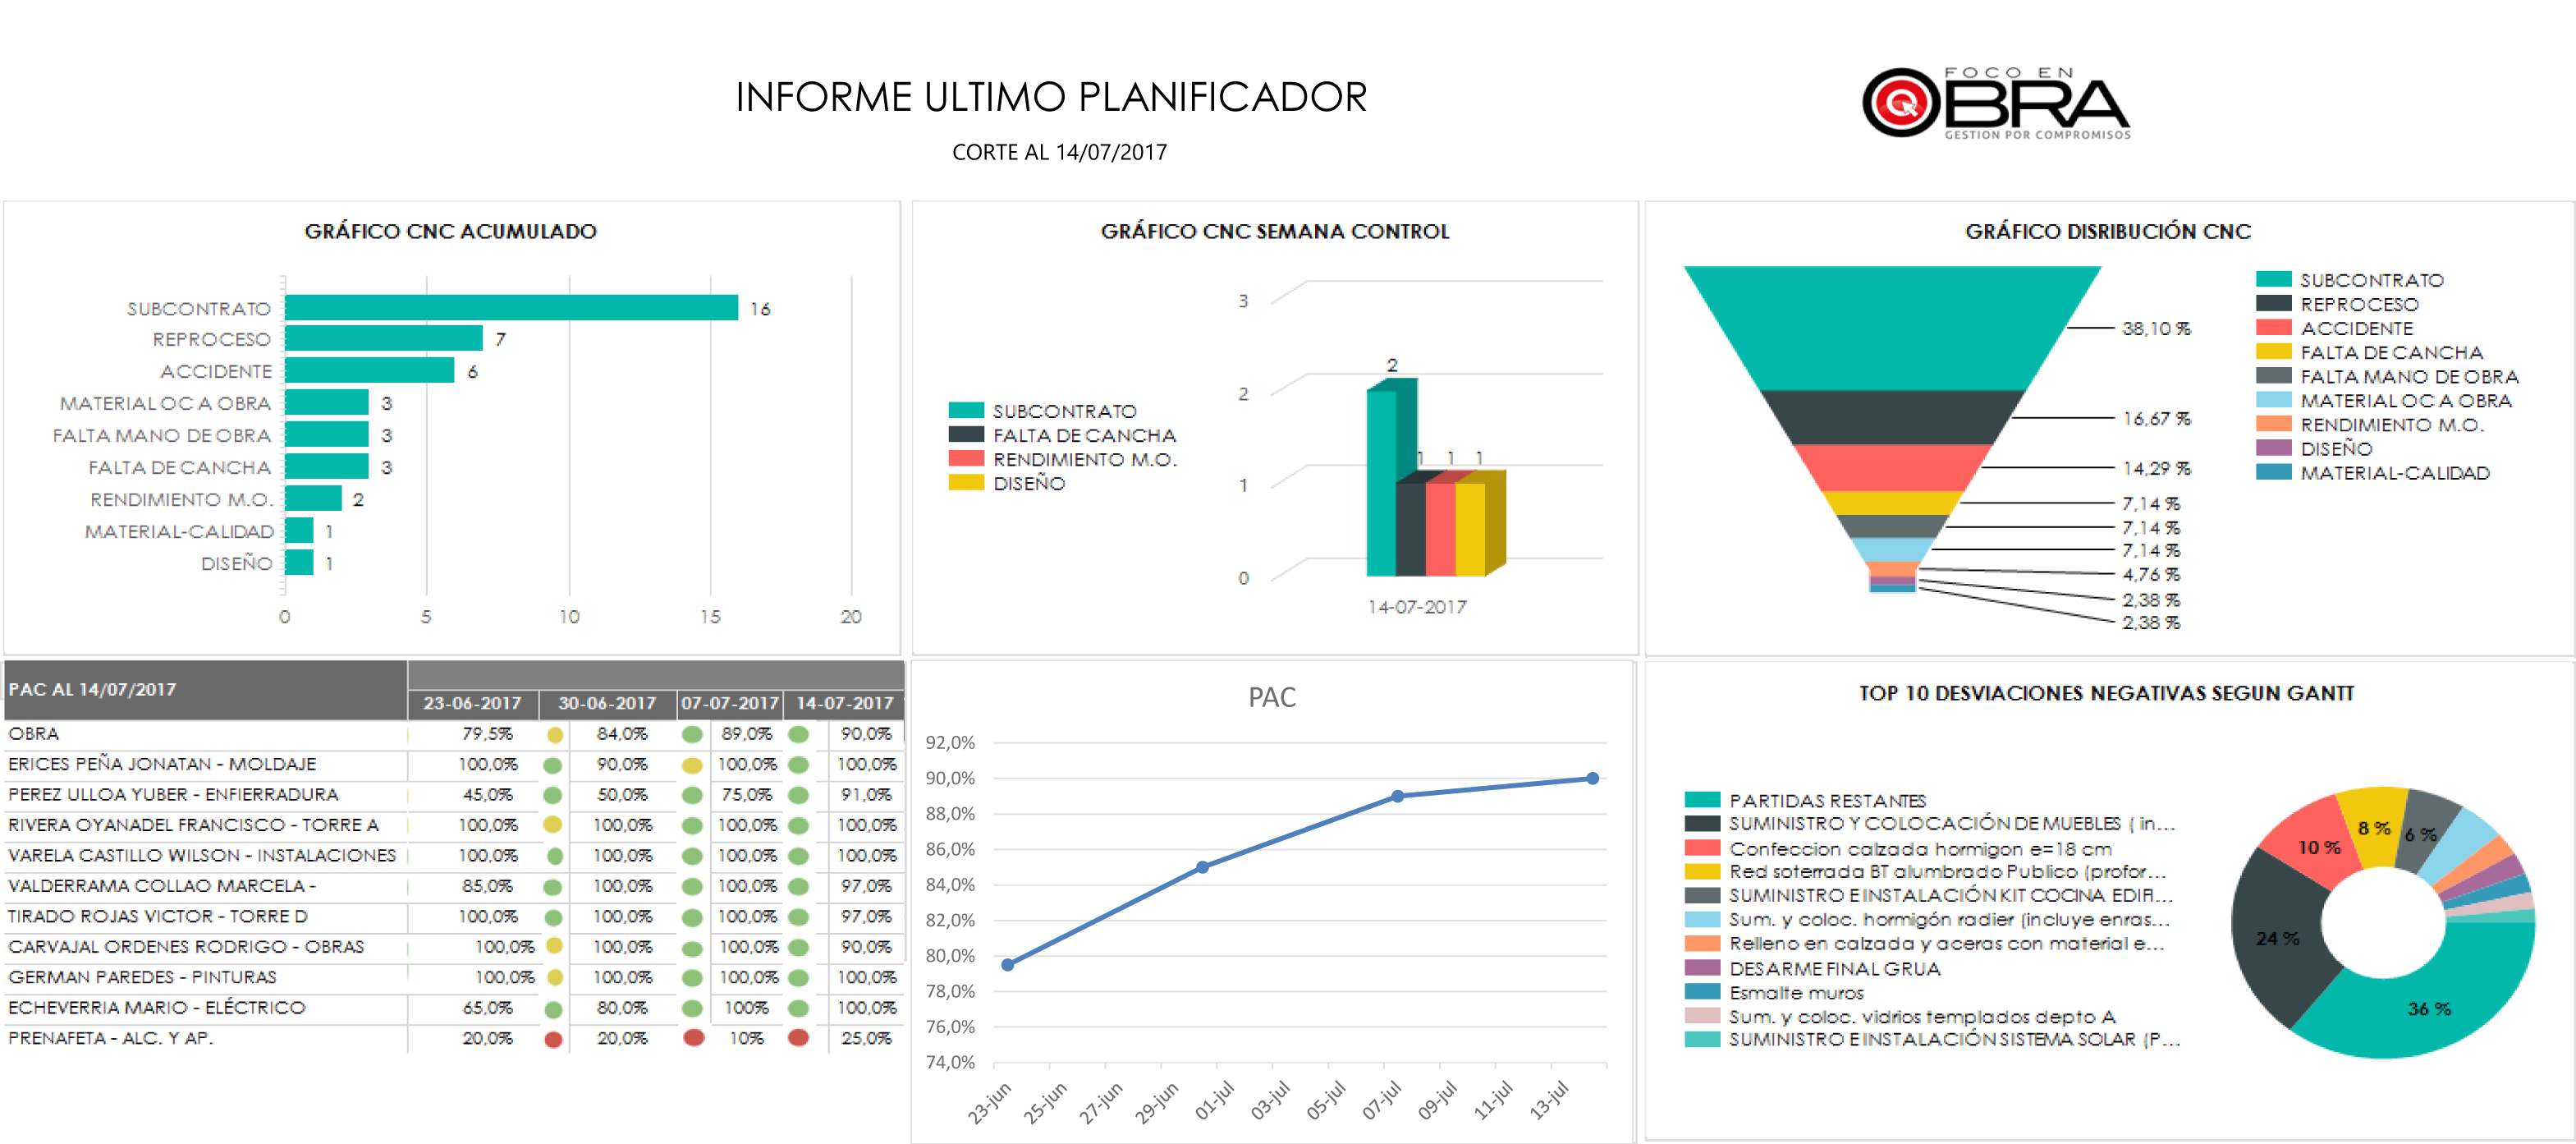 INFORME ULTIMO PLANIFICADOR
CORTE AL 14/07/2017
FOCO EN
OBRA
GESTION POR COMPROMISOS
GRÁFICO CNC ACUMULADO
SUBCONTRATO 16
REPROCESO 7
ACCIDENTE 6
MATERIAL OC A OBRA 3
FALTA MANO DE OBRA 3
FALTA DE CANCHA 3
RENDIMIENTO M.O. 2
MATERIAL-CALIDAD 1
DISEÑO 1
0 5 10 15 20
GRÁFICO CNC SEMANA CONTROL
SUBCONTRATO
FALTA DE CANCHA
RENDIMIENTO M.O.
DISEÑO
3
2
1
0
2 1 1 1
14-07-2017
GRÁFICO DISRIBUCIÓN CNC
38,10 %
16,67 %
14,29 %
7,14 %
7,14 %
7,14 %
4,76 %
2,38 %
2,38 %
SUBCONTRATO
REPROCESO
ACCIDENTE
FALTA DE CANCHA
FALTA MANO DE OBRA
MATERIAL OC A OBRA
RENDIMIENTO M.O.
DISEÑO
MATERIAL-CALIDAD
PAC AL 14/07/2017
23-06-2017 30-06-2017 07-07-2017 14-07-2017
OBRA 79,5% 84,0% 89,0% 90,0%
ERICES PEÑA JONATAN - MOLDAJE 100,0% 90,0% 100,0% 100,0%
PEREZ ULLOA YUBER - ENFIERRADURA 45,0% 50,0% 75,0% 91,0%
RIVERA OYANADEL FRANCISCO - TORRE A 100,0% 100,0% 100,0% 100,0%
VARELA CASTILLO WILSON - INSTALACIONES 100,0% 100,0% 100,0% 100,0%
VALDERRAMA COLLAO MARCELA - 85,0% 100,0% 100,0% 97,0%
TIRADO ROJAS VICTOR - TORRE D 100,0% 100,0% 100,0% 97,0%
CARVAJAL ORDENES RODRIGO - OBRAS 100,0% 100,0% 100,0% 90,0%
GERMAN PAREDES - PINTURAS 100,0% 100,0% 100,0% 100,0%
ECHEVERRIA MARIO - ELÉCTRICO 65,0% 80,0% 100% 100,0%
PRENAFETA - ALC. Y AP. 20,0% 20,0% 10% 25,0%
PAC
92,0%
90,0%
88,0%
86,0%
84,0%
82,0%
80,0%
78,0%
76,0%
74,0%
23-jun 25-jun 27-jun 29-jun 01-jul 03-jul 05-jul 07-jul 09-jul 11-jul 13-jul
TOP 10 DESVIACIONES NEGATIVAS SEGUN GANTT
PARTIDAS RESTANTES
SUMINISTRO Y COLOCACIÓN DE MUEBLES ( in...
Confeccion calzada hormigon e=18 cm
Red soterrada BT alumbrado Publico (profor...
SUMINISTRO E INSTALACIÓN KIT COCINA EDIFI...
Sum. y coloc. hormigón radier (incluye enras...
Relleno en calzada y aceras con material e...
DESARME FINAL GRUA
Esmalte muros
Sum. y coloc. vidrios templados depto A
SUMINISTRO E INSTALACIÓN SISTEMA SOLAR (P...
8 %
6 %
10 %
24 %
36 %